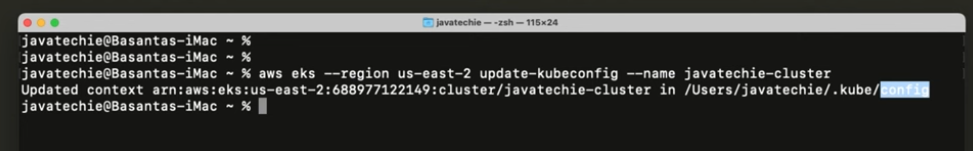 javatechie — -zsh — 115×24
javatechie@Basantas-iMac ~ %
javatechie@Basantas-iMac ~ %
javatechie@Basantas-iMac ~ % aws eks --region us-east-2 update-kubeconfig --name javatechie-cluster
Updated context arn:aws:eks:us-east-2:688977122149:cluster/javatechie-cluster in /Users/javatechie/.kube/config
javatechie@Basantas-iMac ~ %